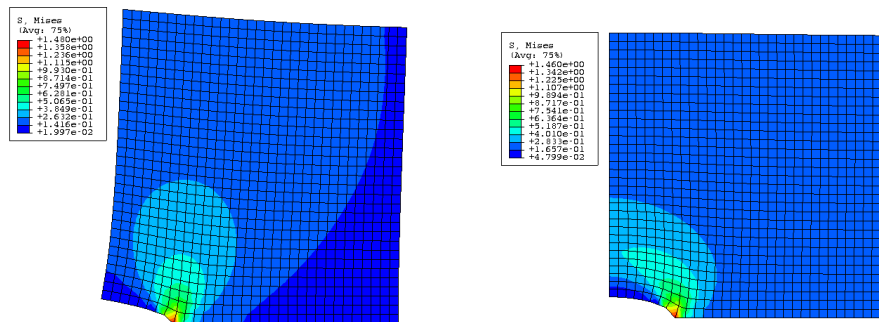 S, Mises
(Avg: 75%)
+1.480e+00
+1.358e+00
+1.236e+00
+1.115e+00
+9.930e-01
+8.714e-01
+7.497e-01
+6.281e-01
+5.065e-01
+3.849e-01
+2.632e-01
+1.416e-01
+1.997e-02
S, Mises
(Avg: 75%)
+1.460e+00
+1.342e+00
+1.225e+00
+1.107e+00
+9.894e-01
+8.717e-01
+7.541e-01
+6.364e-01
+5.187e-01
+4.010e-01
+2.833e-01
+1.657e-01
+4.799e-02